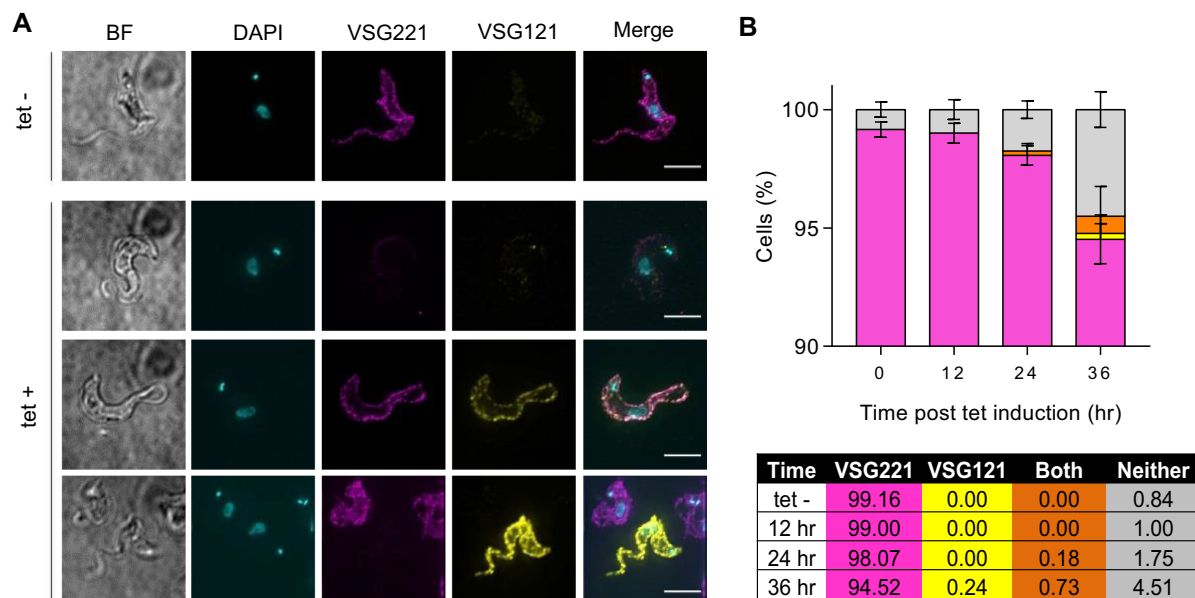 A
BF DAPI VSG221 VSG121 Merge
tet -
tet +
B
Cells (%)
100
95
90
0 12 24 36
Time post tet induction (hr)
Time VSG221 VSG121 Both Neither
tet - 99.16 0.00 0.00 0.84
12 hr 99.00 0.00 0.00 1.00
24 hr 98.07 0.00 0.18 1.75
36 hr 94.52 0.24 0.73 4.51